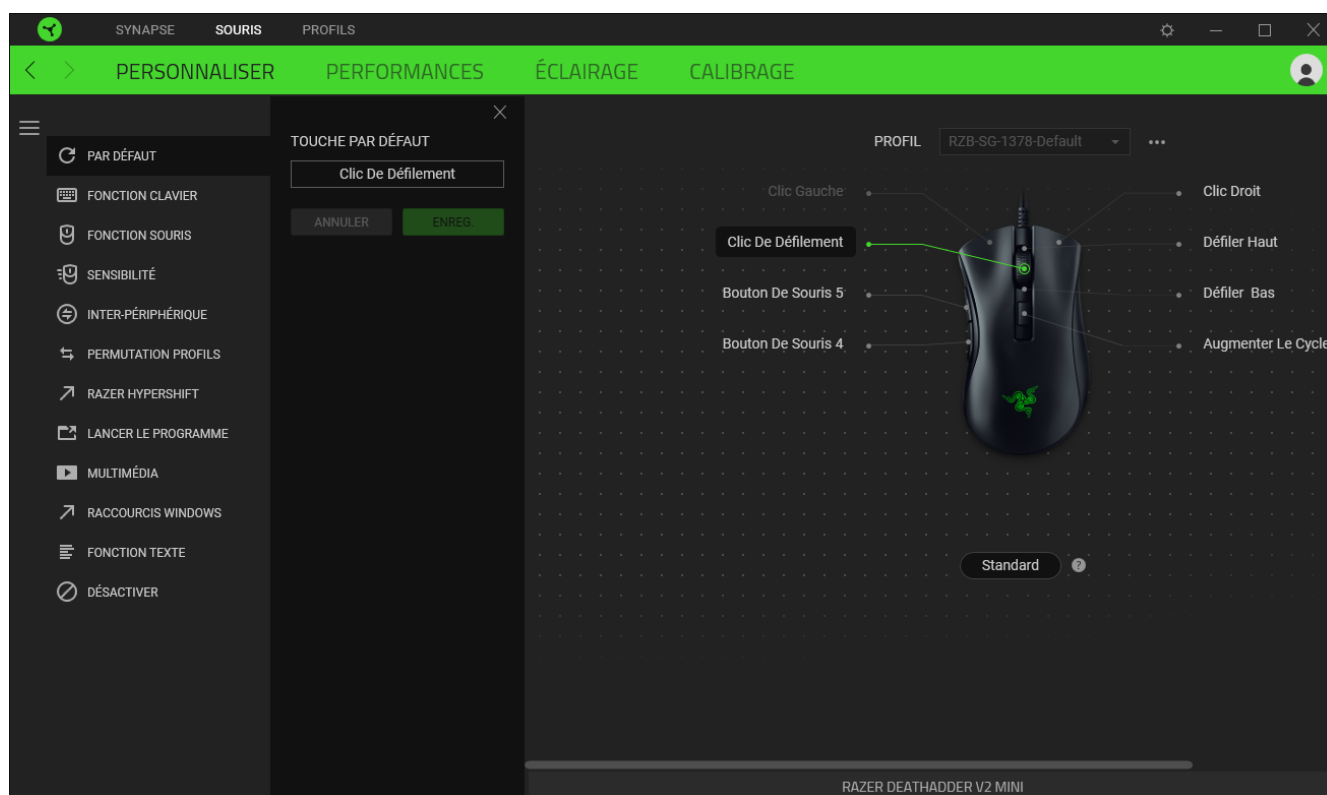 SYNAPSE SOURIS PROFILS
PERSONNALISER PERFORMANCES ÉCLAIRAGE CALIBRAGE
PAR DÉFAUT
FONCTION CLAVIER
FONCTION SOURIS
SENSIBILITÉ
INTER-PÉRIPHÉRIQUE
PERMUTATION PROFILS
RAZER HYPERSHIFT
LANCER LE PROGRAMME
MULTIMÉDIA
RACCOURCIS WINDOWS
FONCTION TEXTE
DÉSACTIVER
TOUCHE PAR DÉFAUT
Clic De Défilement
ANNULER ENREG.
PROFIL RZB-SG-1378-Default
Clic Gauche Clic Droit
Clic De Défilement Défiler Haut
Bouton De Souris 5 Défiler Bas
Bouton De Souris 4 Augmenter Le Cycle
Standard ?
RAZER DEATHADDER V2 MINI